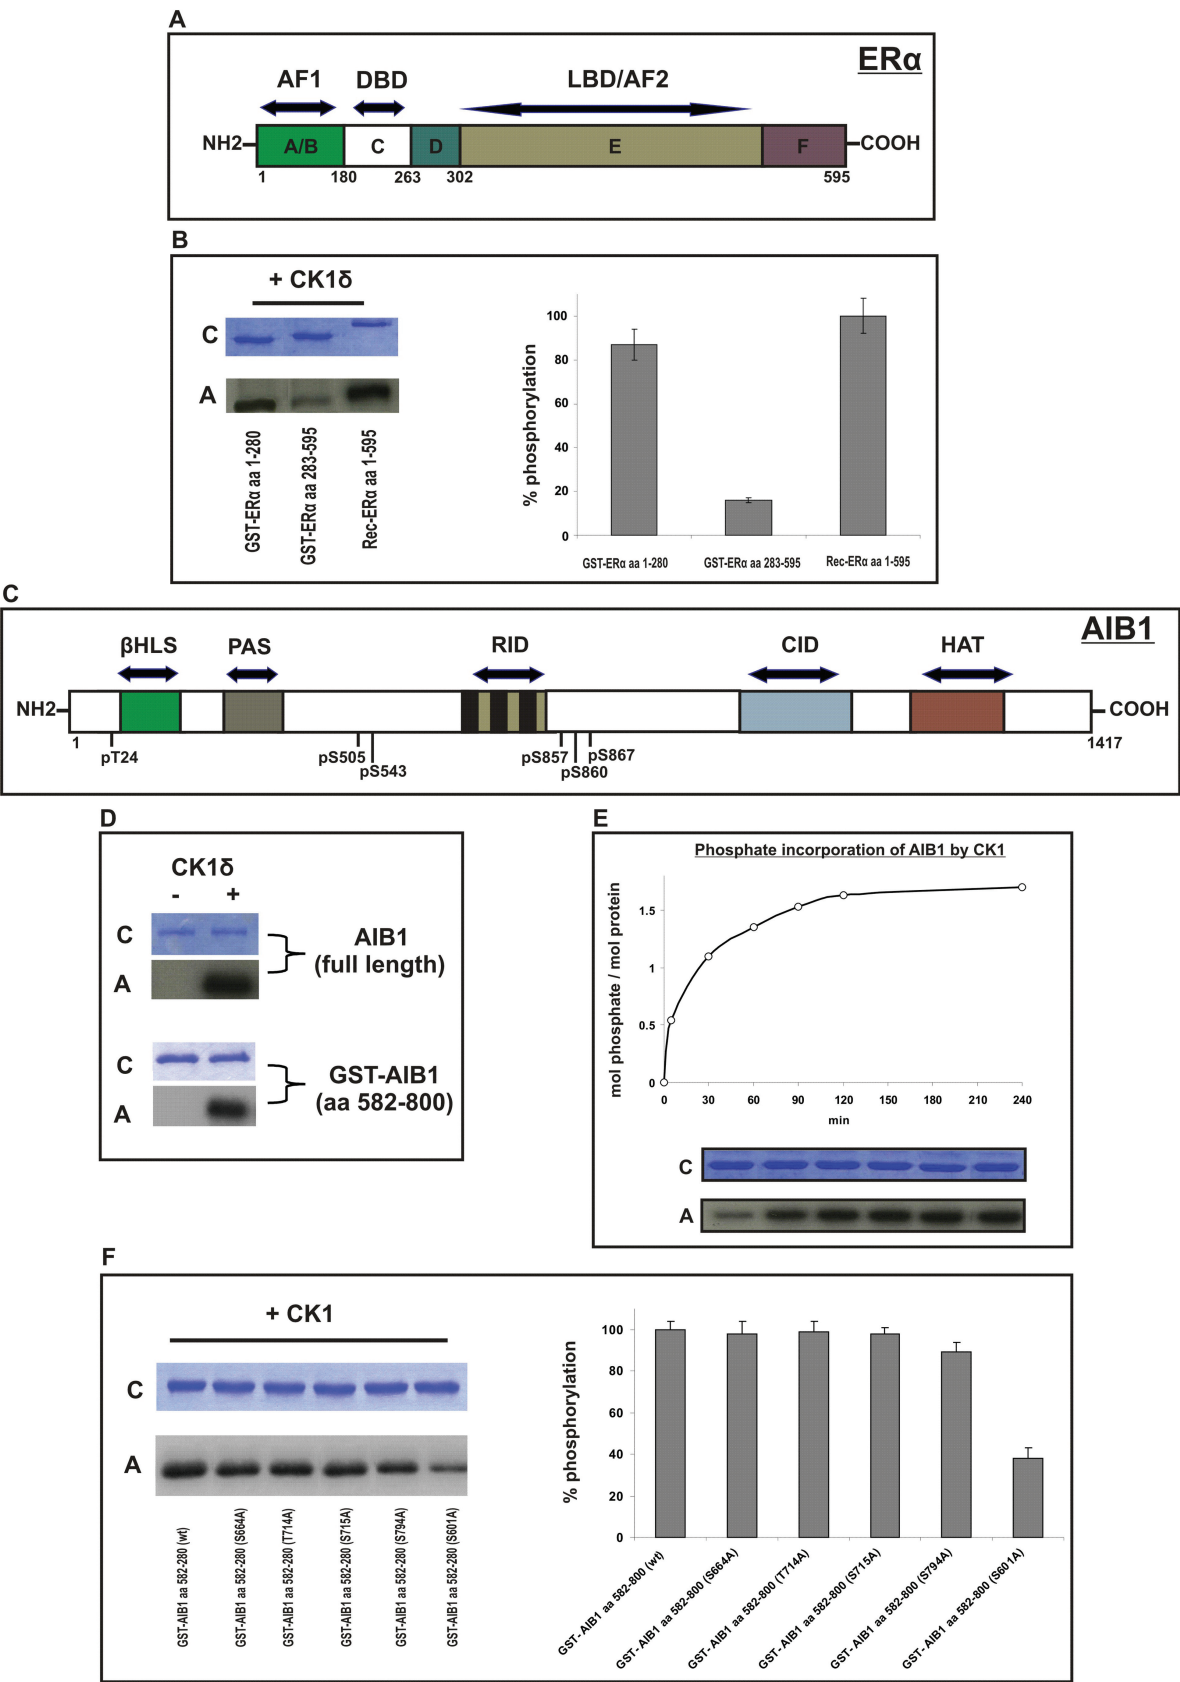 A
ERα
AF1 DBD LBD/AF2
NH2 A/B C D E F COOH
1 180 263 302 595
B
+ CK1δ
C
A
GST-ERα aa 1-280
GST-ERα aa 283-595
Rec-ERα aa 1-595
% phosphorylation
100
80
60
40
20
0
GST-ERα aa 1-280 GST-ERα aa 283-595 Rec-ERα aa 1-595
C
AIB1
βHLS PAS RID CID HAT
NH2 COOH
1 pT24 pS505 pS543 pS857 pS860 pS867 1417
D
CK1δ
- +
C
A
AIB1
(full length)
C
A
GST-AIB1
(aa 582-800)
E
Phosphate incorporation of AIB1 by CK1
mol phosphate / mol protein
1.5
1
0.5
0
0 30 60 90 120 150 180 210 240
min
C
A
F
+ CK1
C
A
GST-AIB1 aa 582-280 (wt)
GST-AIB1 aa 582-280 (S664A)
GST-AIB1 aa 582-280 (T714A)
GST-AIB1 aa 582-280 (S715A)
GST-AIB1 aa 582-280 (S794A)
GST-AIB1 aa 582-280 (S601A)
% phosphorylation
100
80
60
40
20
0
GST- AIB1 aa 582-800 (wt)
GST- AIB1 aa 582-800 (S664A)
GST- AIB1 aa 582-800 (T714A)
GST- AIB1 aa 582-800 (S715A)
GST- AIB1 aa 582-800 (S794A)
GST- AIB1 aa 582-800 (S601A)